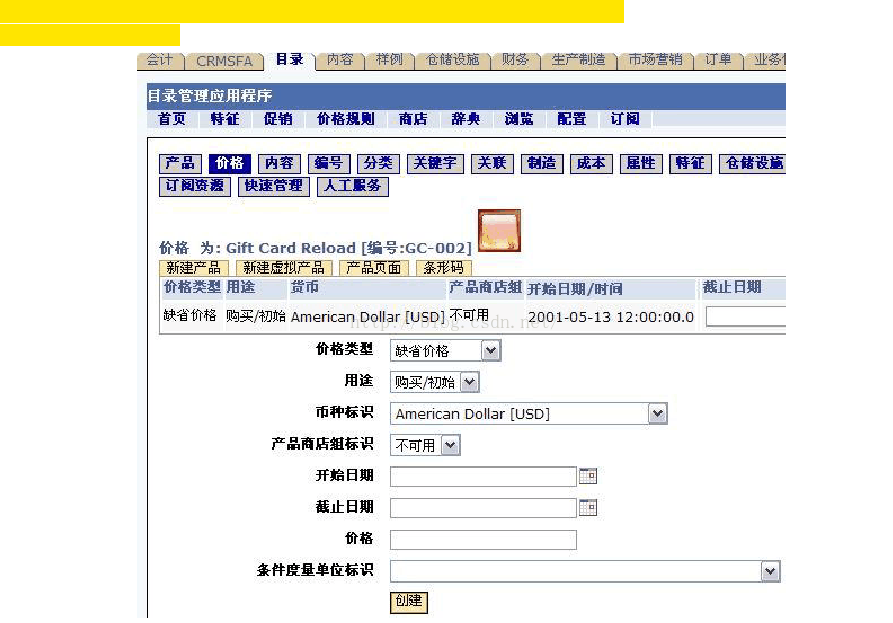 会计 CRMSFA 目录 内容 样例 仓储设施 财务 生产制造 市场营销 订单
目录管理应用程序
首页 特征 促销 价格规则 商店 辞典 浏览 配置 订阅
产品 价格 内容 编号 分类 关键字 关联 制造 成本 属性 特征 仓储设施
订阅资源 快速管理 人工服务
价格 为: Gift Card Reload [编号:GC-002]
新建产品 新建虚拟产品 产品页面 条形码
价格类型 用途 货币 产品商店组 开始日期/时间 截止日期
缺省价格 购买/初始 American Dollar [USD] 不可用 2001-05-13 12:00:00.0
http://blog.csdn.net/
价格类型 缺省价格
用途 购买/初始
币种标识 American Dollar [USD]
产品商店组标识 不可用
开始日期
截止日期
价格
条件度量单位标识
创建